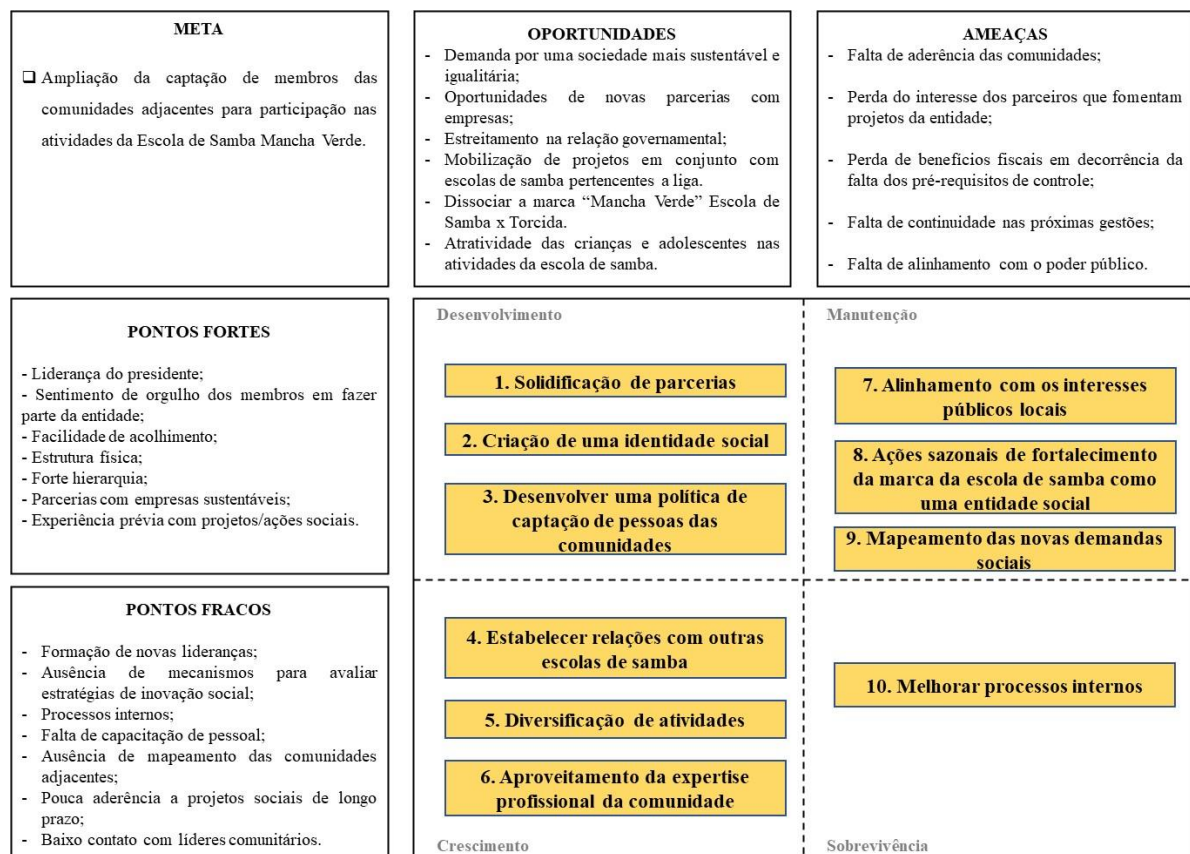 META
❑ Ampliação da captação de membros das
comunidades adjacentes para participação nas
atividades da Escola de Samba Mancha Verde.
OPORTUNIDADES
- Demanda por uma sociedade mais sustentável e
igualitária;
- Oportunidades de novas parcerias com
empresas;
- Estreitamento na relação governamental;
- Mobilização de projetos em conjunto com
escolas de samba pertencentes a liga.
- Dissociar a marca “Mancha Verde” Escola de
Samba x Torcida.
- Atratividade das crianças e adolescentes nas
atividades da escola de samba.
AMEAÇAS
- Falta de aderência das comunidades;
- Perda do interesse dos parceiros que fomentam
projetos da entidade;
- Perda de benefícios fiscais em decorrência da
falta dos pré-requisitos de controle;
- Falta de continuidade nas próximas gestões;
- Falta de alinhamento com o poder público.
PONTOS FORTES
- Liderança do presidente;
- Sentimento de orgulho dos membros em fazer
parte da entidade;
- Facilidade de acolhimento;
- Estrutura física;
- Forte hierarquia;
- Parcerias com empresas sustentáveis;
- Experiência prévia com projetos/ações sociais.
Desenvolvimento
1. Solidificação de parcerias
2. Criação de uma identidade social
3. Desenvolver uma política de
captação de pessoas das
comunidades
Manutenção
7. Alinhamento com os interesses
públicos locais
8. Ações sazonais de fortalecimento
da marca da escola de samba como
uma entidade social
9. Mapeamento das novas demandas
sociais
PONTOS FRACOS
- Formação de novas lideranças;
- Ausência de mecanismos para avaliar
estratégias de inovação social;
- Processos internos;
- Falta de capacitação de pessoal;
- Ausência de mapeamento das comunidades
adjacentes;
- Pouca aderência a projetos sociais de longo
prazo;
- Baixo contato com líderes comunitários.
4. Estabelecer relações com outras
escolas de samba
5. Diversificação de atividades
6. Aproveitamento da expertise
profissional da comunidade
Crescimento
10. Melhorar processos internos
Sobrevivência